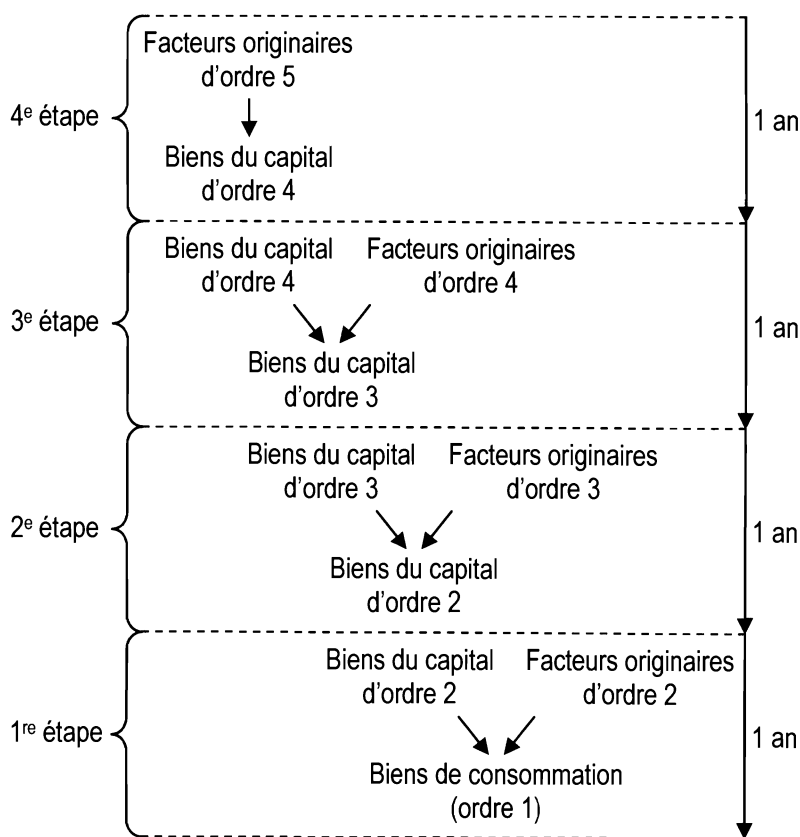 Facteurs originaires
d’ordre 5
4e étape
1 an
Biens du capital
d’ordre 4
Biens du capital
d’ordre 4
Facteurs originaires
d’ordre 4
3e étape
1 an
Biens du capital
d’ordre 3
Biens du capital
d’ordre 3
Facteurs originaires
d’ordre 3
2e étape
1 an
Biens du capital
d’ordre 2
Biens du capital
d’ordre 2
Facteurs originaires
d’ordre 2
1re étape
1 an
Biens de consommation
(ordre 1)